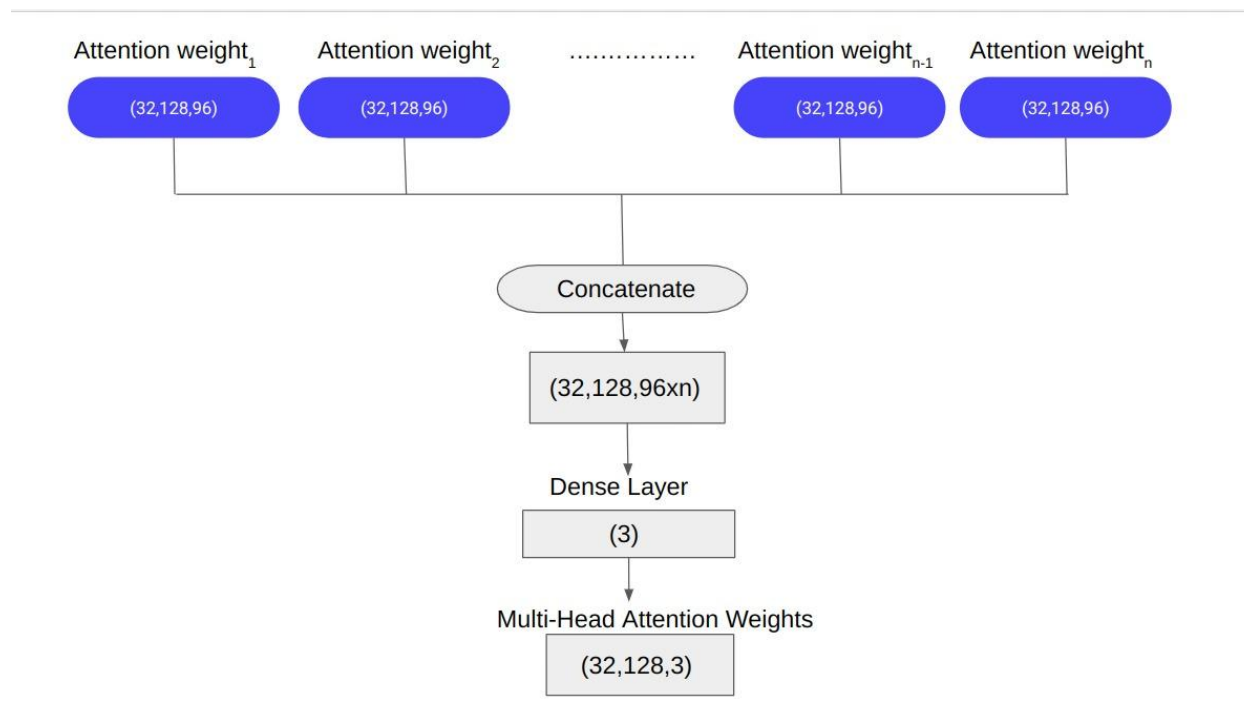 Attention weight1 Attention weight2 ................... Attention weightn-1 Attention weightn
(32,128,96) (32,128,96) (32,128,96) (32,128,96)
Concatenate
(32,128,96xn)
Dense Layer
(3)
Multi-Head Attention Weights
(32,128,3)